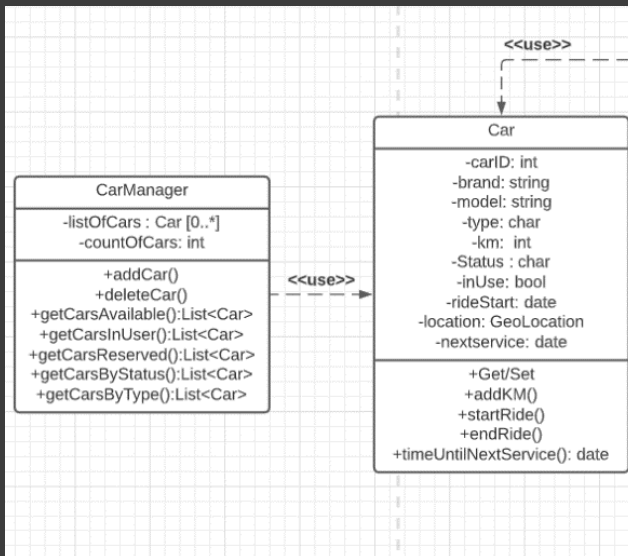 <<use>>
Car
-carID: int
-brand: string
-model: string
-type: char
-km: int
-Status : char
-inUse: bool
-rideStart: date
-location: GeoLocation
-nextservice: date
+Get/Set
+addKM()
+startRide()
+endRide()
+timeUntilNextService(): date
CarManager
-listOfCars : Car [0..*]
-countOfCars: int
+addCar()
+deleteCar()
+getCarsAvailable():List<Car>
+getCarsInUser():List<Car>
+getCarsReserved():List<Car>
+getCarsByStatus():List<Car>
+getCarsByType():List<Car>
<<use>>